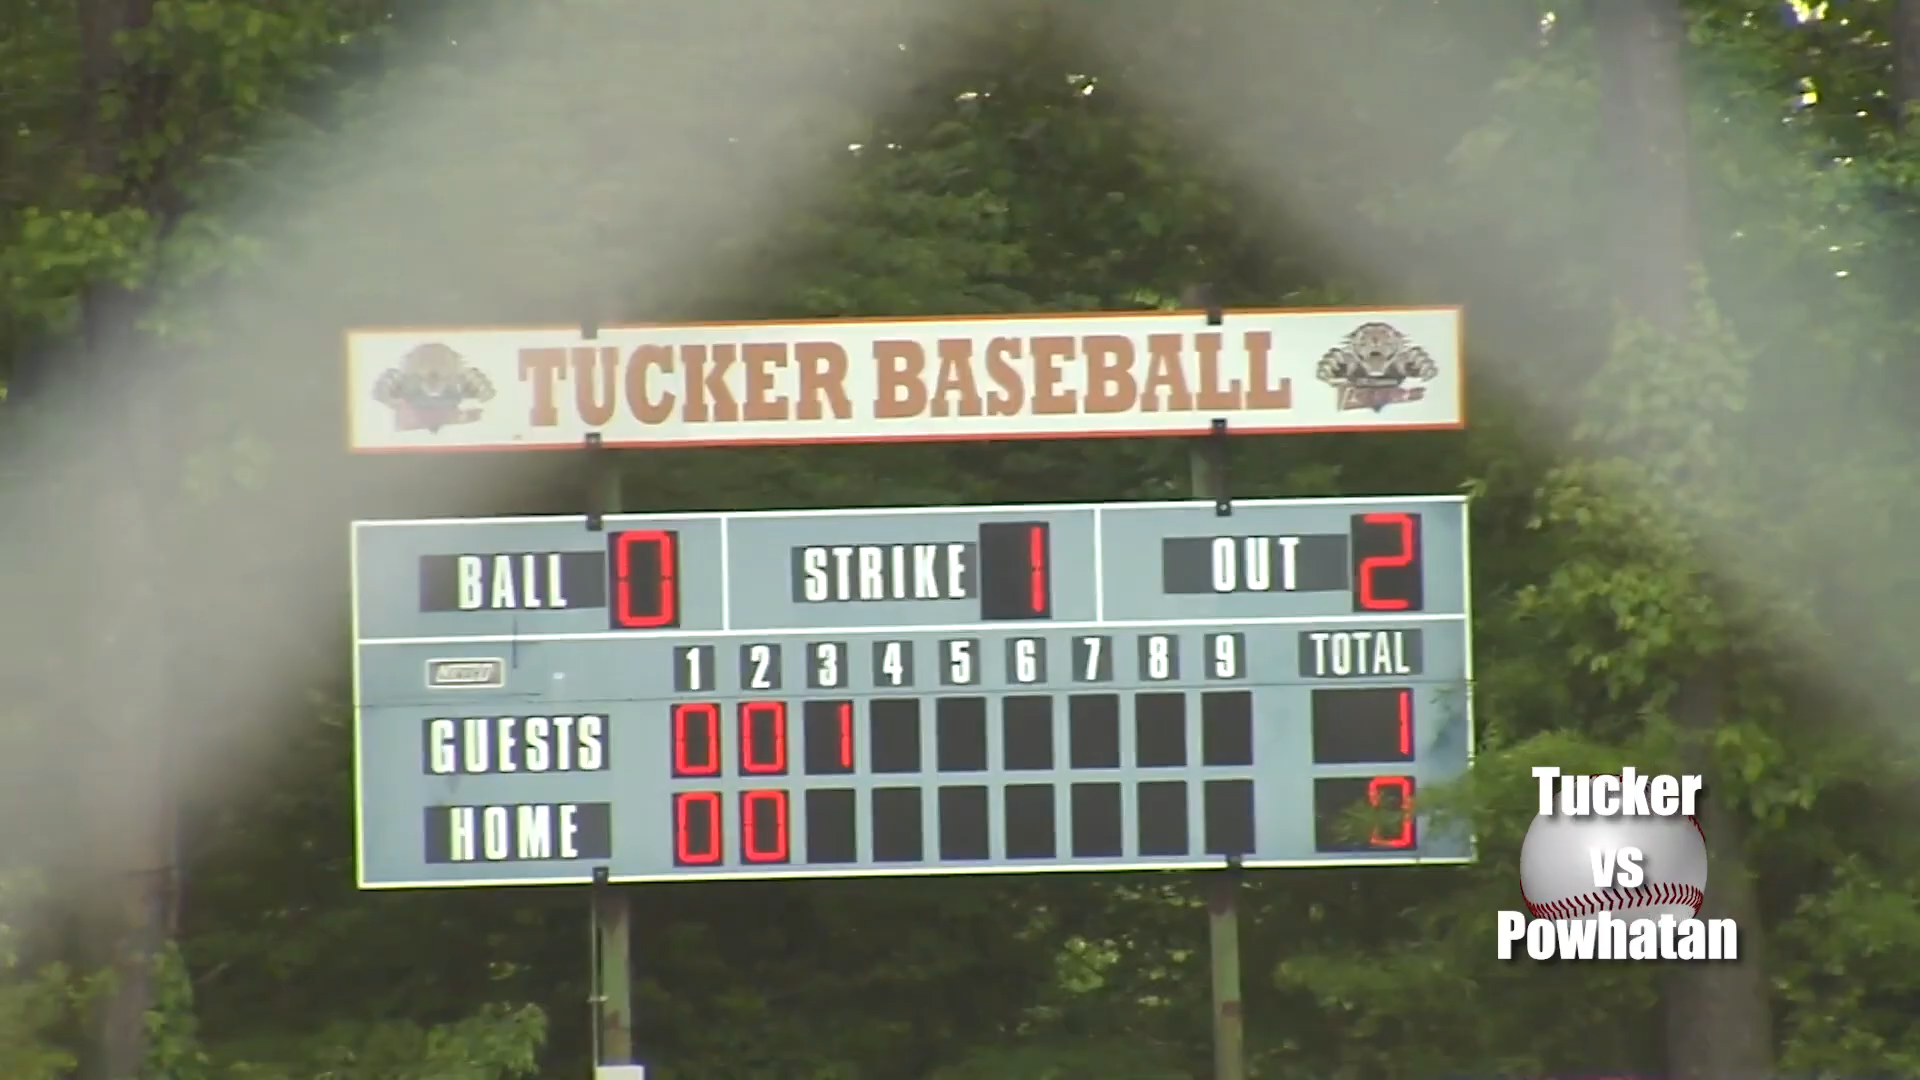 TUCKER BASEBALL
BALL 0 STRIKE 1 OUT 2
1 2 3 4 5 6 7 8 9 TOTAL
GUESTS 0 0 1 1
HOME 0 0 0
Tucker
vs
Powhatan